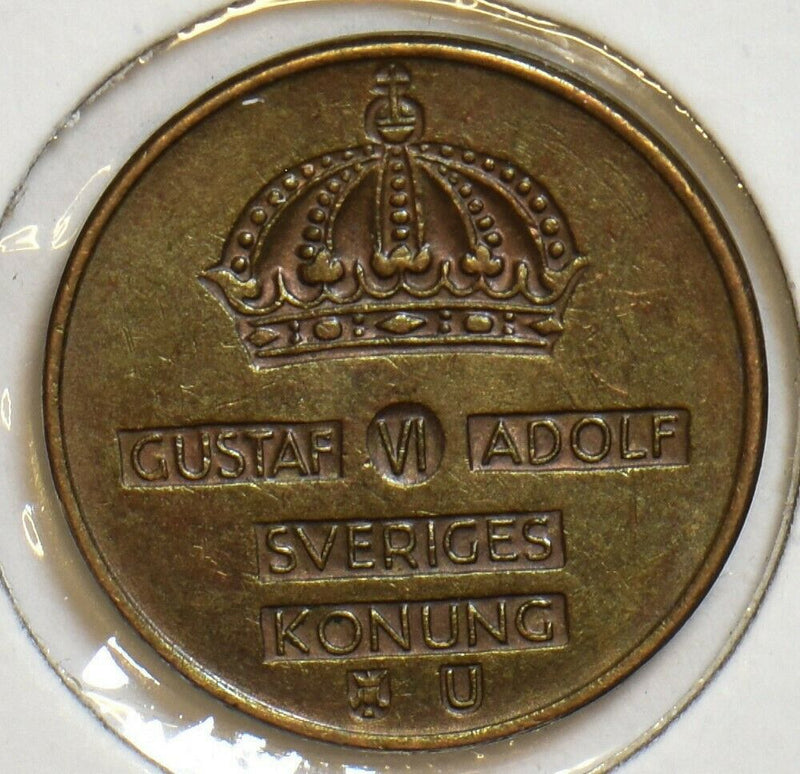 GUSTAF VI ADOLF
SVERIGES
KONUNG
U